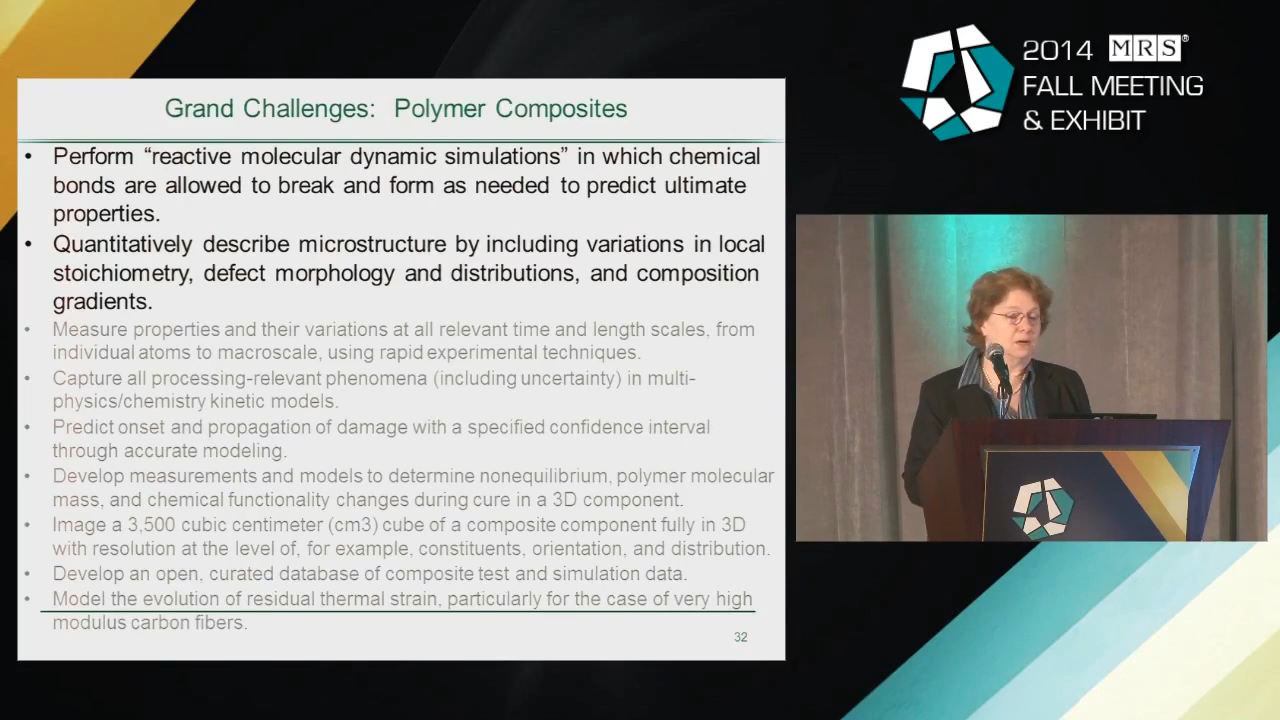 Grand Challenges: Polymer Composites
• Perform “reactive molecular dynamic simulations” in which chemical
bonds are allowed to break and form as needed to predict ultimate
properties.
• Quantitatively describe microstructure by including variations in local
stoichiometry, defect morphology and distributions, and composition
gradients.
• Measure properties and their variations at all relevant time and length scales, from
individual atoms to macroscale, using rapid experimental techniques.
• Capture all processing-relevant phenomena (including uncertainty) in multi-
physics/chemistry kinetic models.
• Predict onset and propagation of damage with a specified confidence interval
through accurate modeling.
• Develop measurements and models to determine nonequilibrium, polymer molecular
mass, and chemical functionality changes during cure in a 3D component.
• Image a 3,500 cubic centimeter (cm3) cube of a composite component fully in 3D
with resolution at the level of, for example, constituents, orientation, and distribution.
• Develop an open, curated database of composite test and simulation data.
• Model the evolution of residual thermal strain, particularly for the case of very high
modulus carbon fibers.
32
2014 MRS®
FALL MEETING
& EXHIBIT